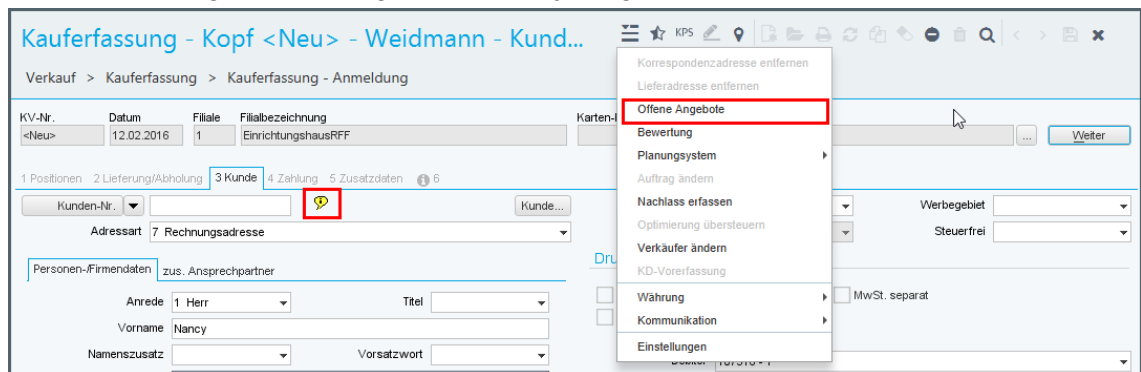 Kauferfassung - Kopf <Neu> - Weidmann - Kund...
KPS
Verkauf > Kauferfassung > Kauferfassung - Anmeldung
KV-Nr. Datum Filiale Filialbezeichnung Karten-
<Neu> 12.02.2016 1 EinrichtungshausRFF ... Weiter
1 Positionen 2 Lieferung/Abholung 3 Kunde 4 Zahlung 5 Zusatzdaten 6
Kunden-Nr. Kunde... Werbegebiet
Adressart 7 Rechnungsadresse Steuerfrei
Personen-/Firmendaten zus. Ansprechpartner
Dru
Anrede 1 Herr Titel MwSt. separat
Vorname Nancy
Namenszusatz Vorsatzwort
Korrespondenzadresse entfernen
Lieferadresse entfernen
Offene Angebote
Bewertung
Planungsystem
Auftrag ändern
Nachlass erfassen
Optimierung übersteuern
Verkäufer ändern
KD-Vorerfassung
Währung
Kommunikation
Einstellungen